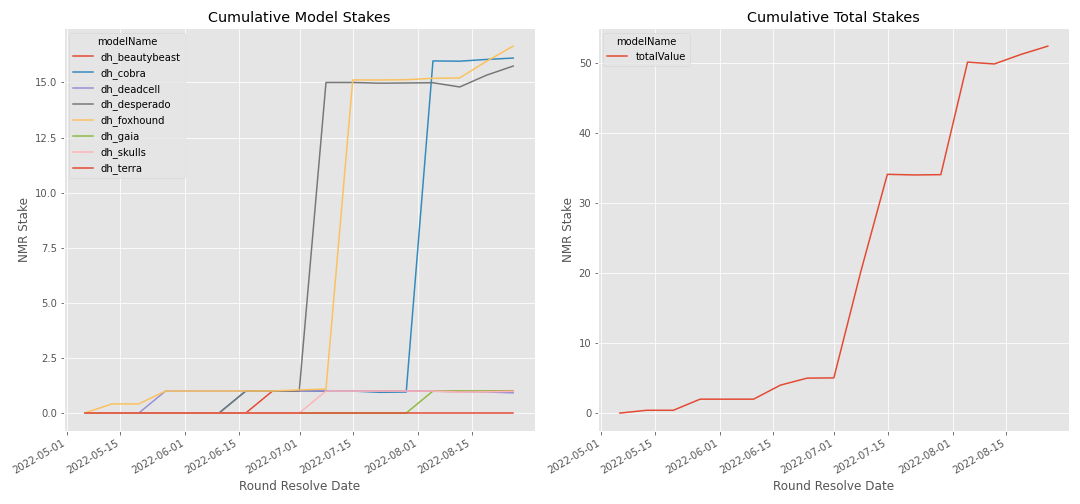 Cumulative Model Stakes
modelName
dh_beautybeast
dh_cobra
dh_deadcell
dh_desperado
dh_foxhound
dh_gaia
dh_skulls
dh_terra
NMR Stake
15.0
12.5
10.0
7.5
5.0
2.5
0.0
2022-05-01
2022-05-15
2022-06-01
2022-06-15
2022-07-01
2022-07-15
2022-08-01
2022-08-15
Round Resolve Date
Cumulative Total Stakes
modelName
totalValue
NMR Stake
50
40
30
20
10
0
2022-05-01
2022-05-15
2022-06-01
2022-06-15
2022-07-01
2022-07-15
2022-08-01
2022-08-15
Round Resolve Date